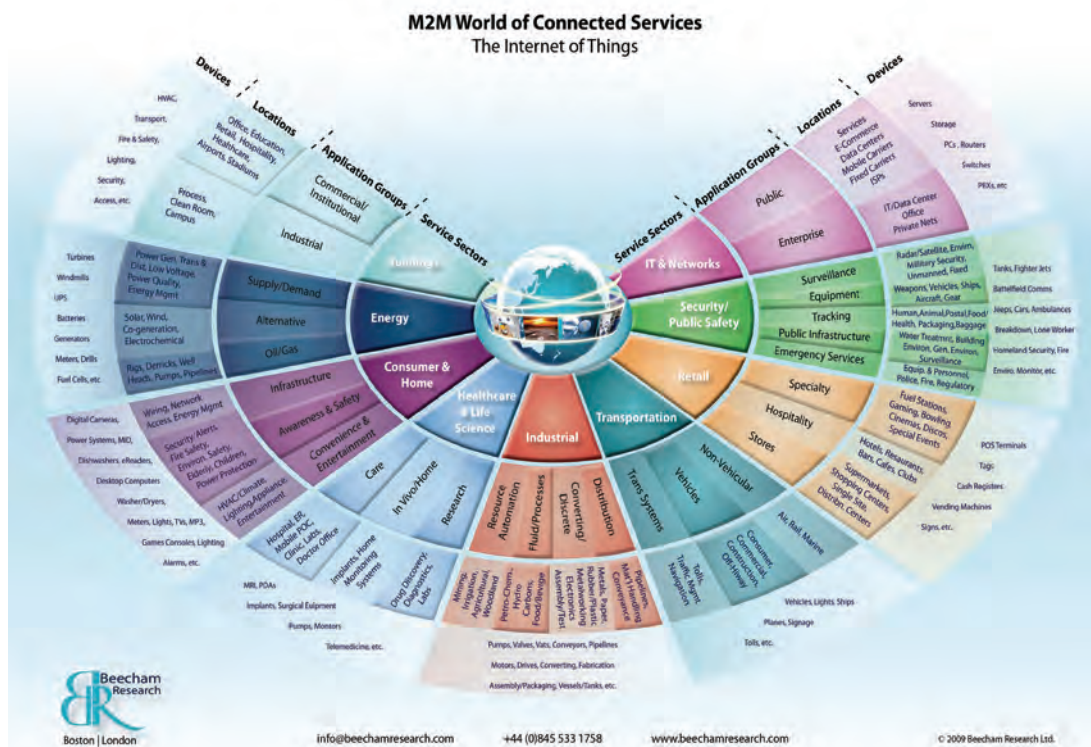 M2M World of Connected Services
The Internet of Things
Devices
Locations
Application Groups
Service Sectors
Service Sectors
Application Groups
Locations
Devices
HVAC,
Transport,
Fire & Safety,
Lighting,
Security,
Access, etc.
Office, Education,
Retail, Hospitality,
Healthcare,
Airports, Stadiums
Process,
Clean Room,
Campus
Commercial/
Institutional
Industrial
Buildings
Turbines
Windmills
UPS
Batteries
Generators
Meters, Drills
Fuel Cells, etc.
Power Gen, Trans &
Dist, Low Voltage,
Power Quality,
Energy Mgmt
Solar, Wind,
Co-generation,
Electrochemical
Rigs, Derricks, Well
Heads, Pumps, Pipelines
Supply/Demand
Alternative
Oil/Gas
Energy
Digital Cameras,
Power Systems, MID,
Dishwashers, eReaders,
Desktop Computers
Washer/Dryers,
Meters, Lights, TVs, MP3,
Games Consoles, Lighting
Alarms, etc.
Wiring, Network
Access, Energy Mgmt
Security Alerts,
Fire Safety,
Environ. Safety,
Elderly, Children,
Power Protection
HVAC/Climate,
Lighting, Appliance,
Entertainment
Infrastructure
Awareness & Safety
Convenience &
Entertainment
Consumer
& Home
MRI, PDAs
Implants, Surgical Euipment
Pumps, Monitors
Telemedicine, etc.
Hospital, ER,
Mobile POC,
Clinic, Labs,
Doctor Office
Implants, Home
Monitoring
Systems
Drug Discovery,
Diagnostics,
Labs
Care
In Vivo/Home
Research
Healthcare
& Life
Science
Industrial
Resource
Automation
Fluid/Processes
Converting/
Discrete
Distribution
Mining,
Irrigation,
Agricultural,
Woodland
Petro-Chem,
Hydro
Carbons,
Food/Bevrige
Metals, Paper,
Rubber/Plastic
Metalworking
Electronics
Assembly/Test
Pipelines,
Mat'l Handling
Conveyance
Pumps, Valves, Vats, Conveyors, Pipelines
Motors, Drives, Converting, Fabrication
Assembly/Packaging, Vessels/Tanks, etc.
Transportation
Trans Systems
Vehicles
Non-Vehicular
Tolls,
Traffic Mgmt
Navigation
Consumer,
Commercial,
Construction,
Off-Hiway
Air, Rail, Marine
Vehicles, Lights, Ships
Planes, Signage
Tolls, etc.
Retail
Specialty
Hospitality
Stores
Fuel Stations,
Gaming, Bowling,
Cinemas, Discos,
Special Events
Hotels, Resaurants,
Bars, Cafes, Clubs
Supermarkets,
Shopping Centers,
Single Site,
Distribn. Centers
POS Terminals
Tags
Cash Registers
Vending Machines
Signs, etc.
Security/
Public Safety
Surveillance
Equipment
Tracking
Public Infrastructure
Emergency Services
Radar/Satellite, Envirn,
Military Security,
Unmanned, Fixed
Weapons, Vehicles, Ships,
Aircraft, Gear
Human,Animal,Postal,Food/
Health, Packaging,Baggage
Water Treatmnr, Building
Environ, Gen, Environ,
Surveillance
Equip. & Personnel,
Police, Fire, Regulatory
Tanks, Fighter Jets
Battelfield Comms
Jeeps, Cars, Ambulances
Breakdown, Lone Worker
Homeland Security, Fire
Enviro, Monitor, etc.
IT & Networks
Public
Enterprise
Services
E-Commerce
Data Centers
Mobile Carriers
Fixed Carriers
ISPs
IT/Data Center
Office
Private Nets
Servers
Storage
PCs , Routers
Switches
PBXs, etc
BR
Beecham
Research
Boston | London
info@beechamresearch.com
+44 (0)845 533 1758
www.beechamresearch.com
© 2009 Beecham Research Ltd.